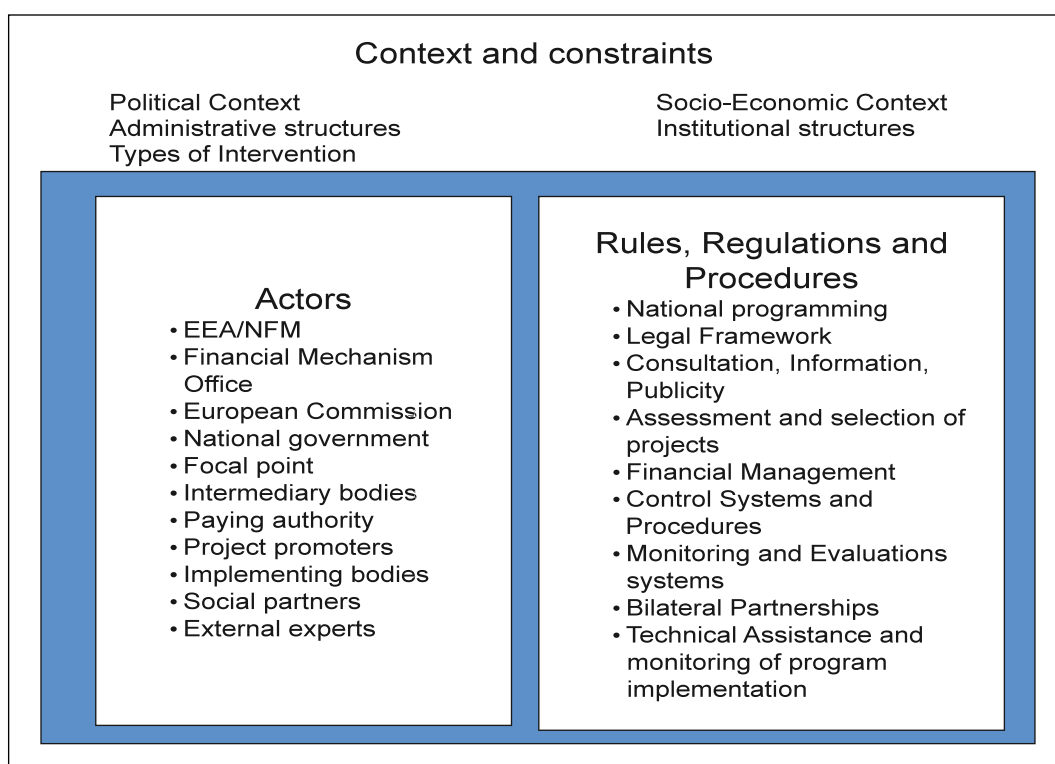 Context and constraints
Political Context
Administrative structures
Types of Intervention
Socio-Economic Context
Institutional structures
Actors
• EEA/NFM
• Financial Mechanism
Office
• European Commission
• National government
• Focal point
• Intermediary bodies
• Paying authority
• Project promoters
• Implementing bodies
• Social partners
• External experts
Rules, Regulations and
Procedures
• National programming
• Legal Framework
• Consultation, Information,
Publicity
• Assessment and selection of
projects
• Financial Management
• Control Systems and
Procedures
• Monitoring and Evaluations
systems
• Bilateral Partnerships
• Technical Assistance and
monitoring of program
implementation